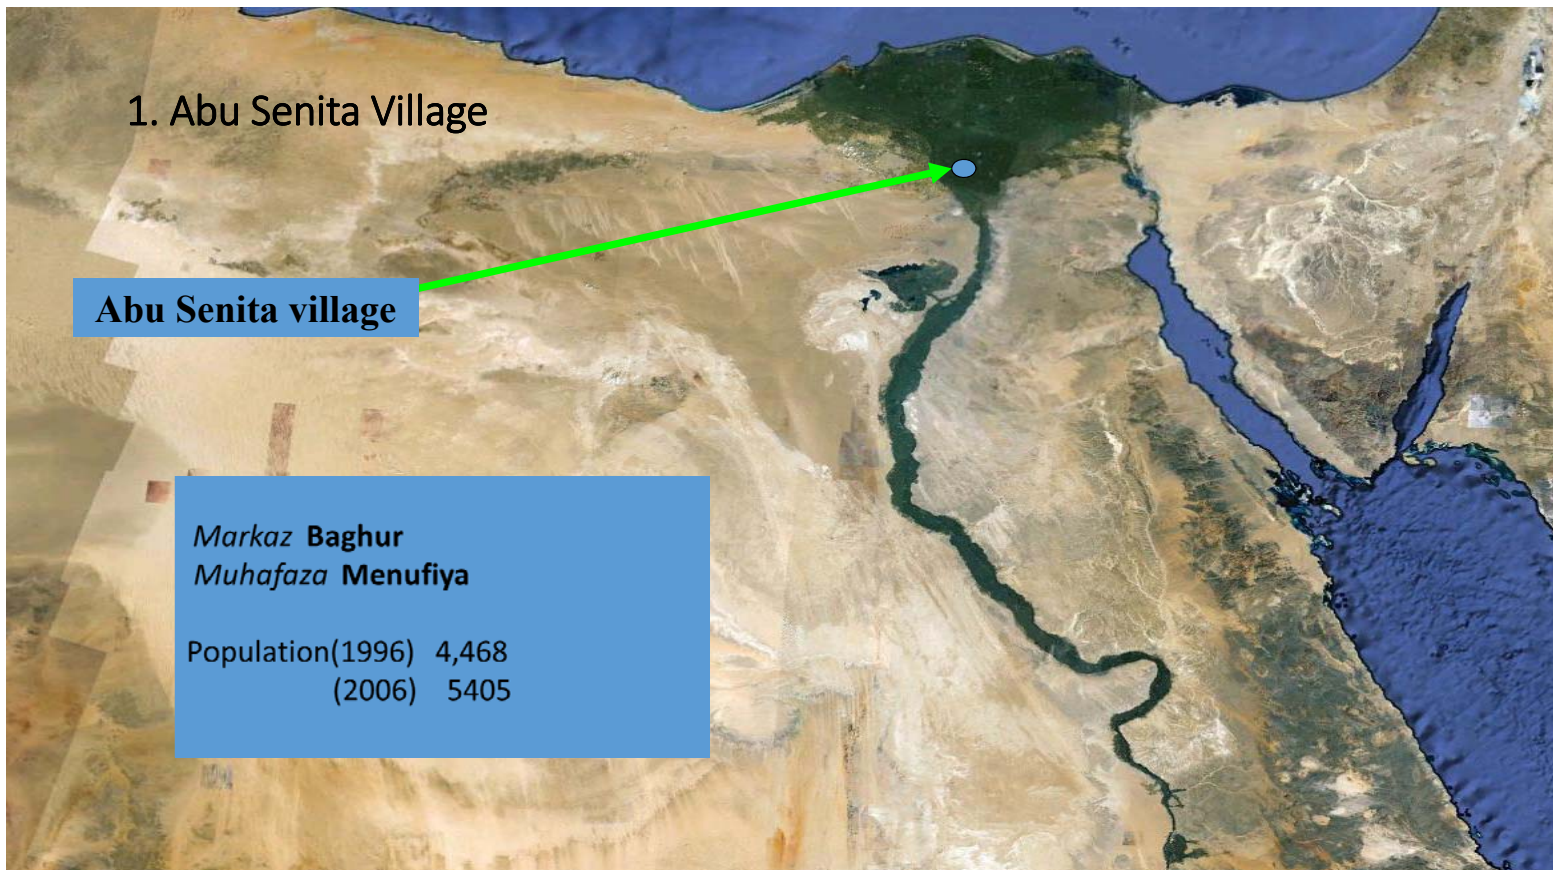 1. Abu Senita Village
Abu Senita village
Markaz Baghur
Muhafaza Menufiya
Population(1996) 4,468
(2006) 5405